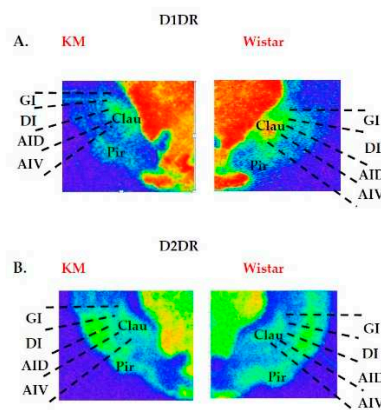 D1DR
A. KM Wistar
GI GI
DI Clau Clau DI
AID AID
AIV Pir Pir AIV
D2DR
B. KM Wistar
GI GI
DI Clau Clau DI
AID AID
AIV Pir Pir AIV